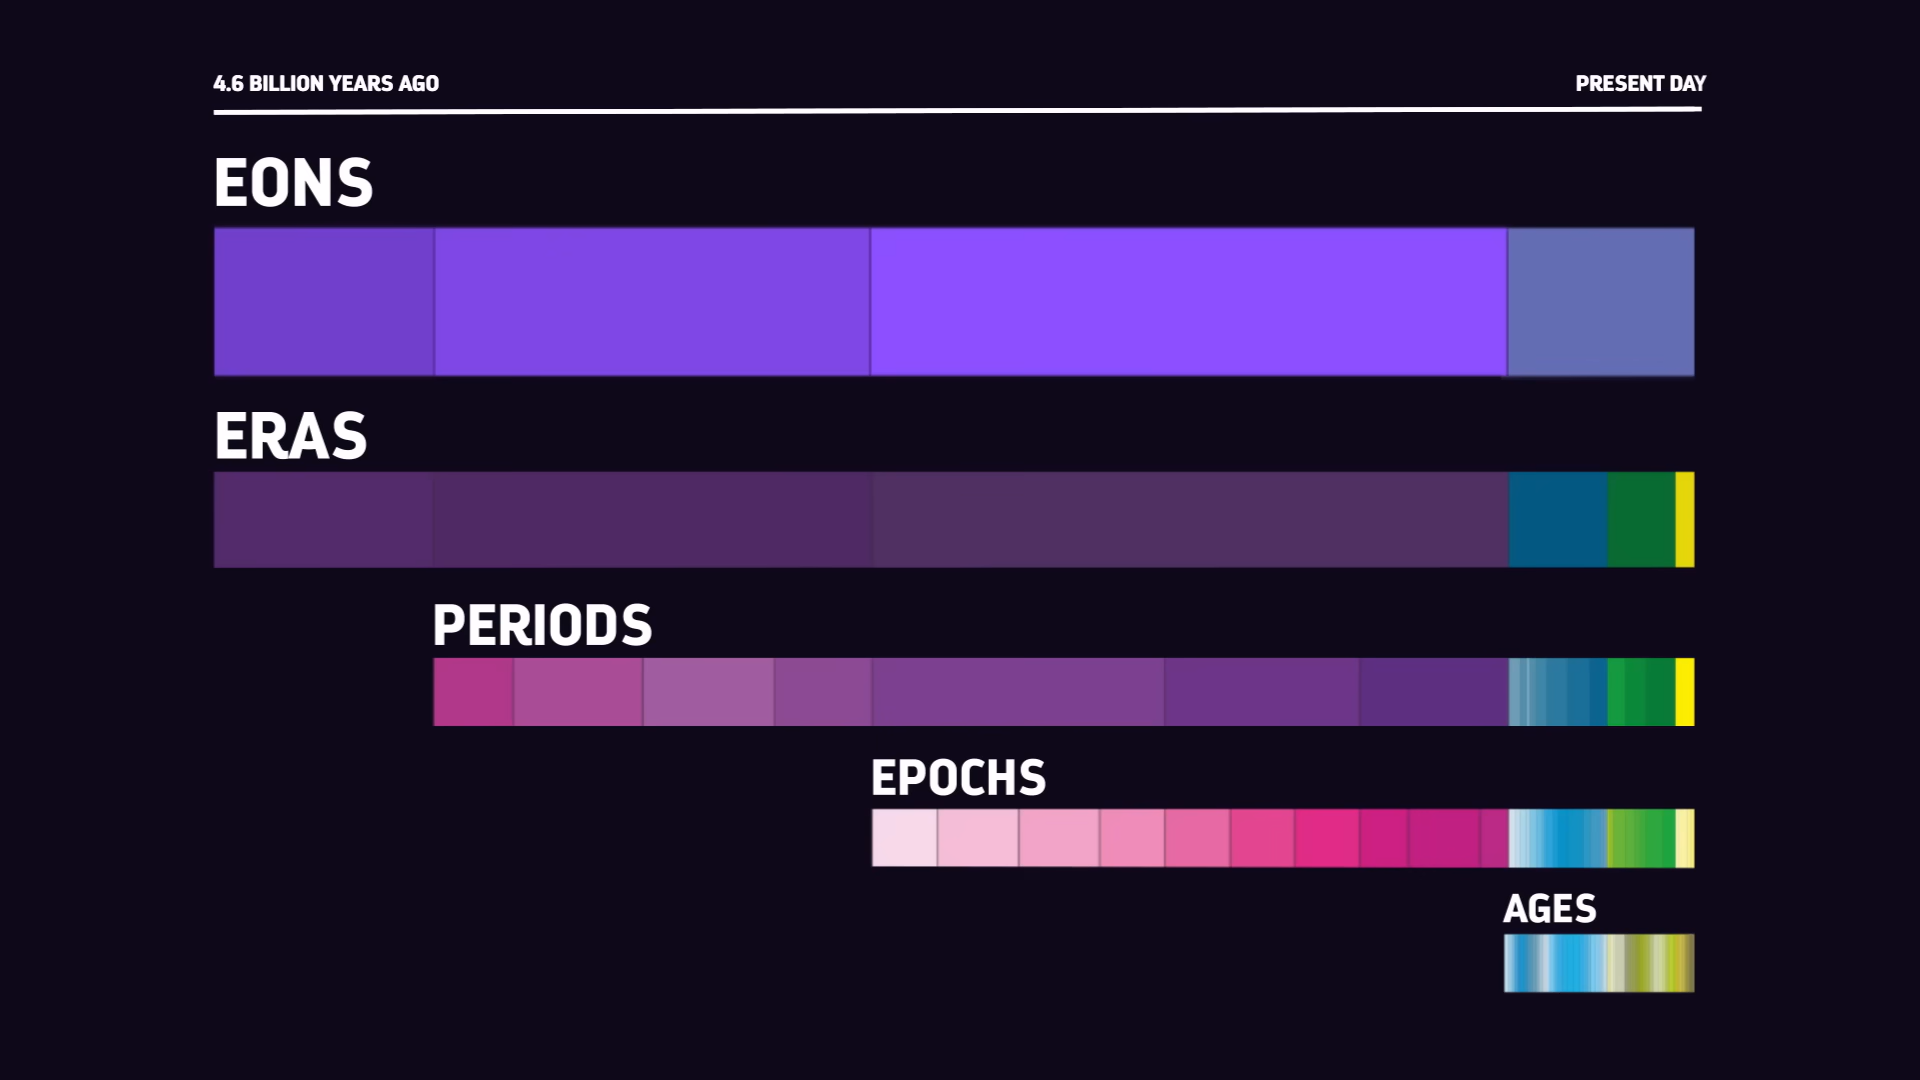 4.6 BILLION YEARS AGO
PRESENT DAY
EONS
ERAS
PERIODS
EPOCHS
AGES